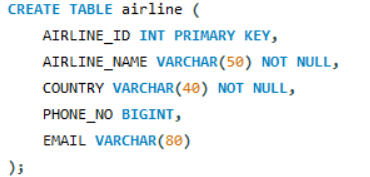 CREATE TABLE airline (
    AIRLINE_ID INT PRIMARY KEY,
    AIRLINE_NAME VARCHAR(50) NOT NULL,
    COUNTRY VARCHAR(40) NOT NULL,
    PHONE_NO BIGINT,
    EMAIL VARCHAR(80)
);